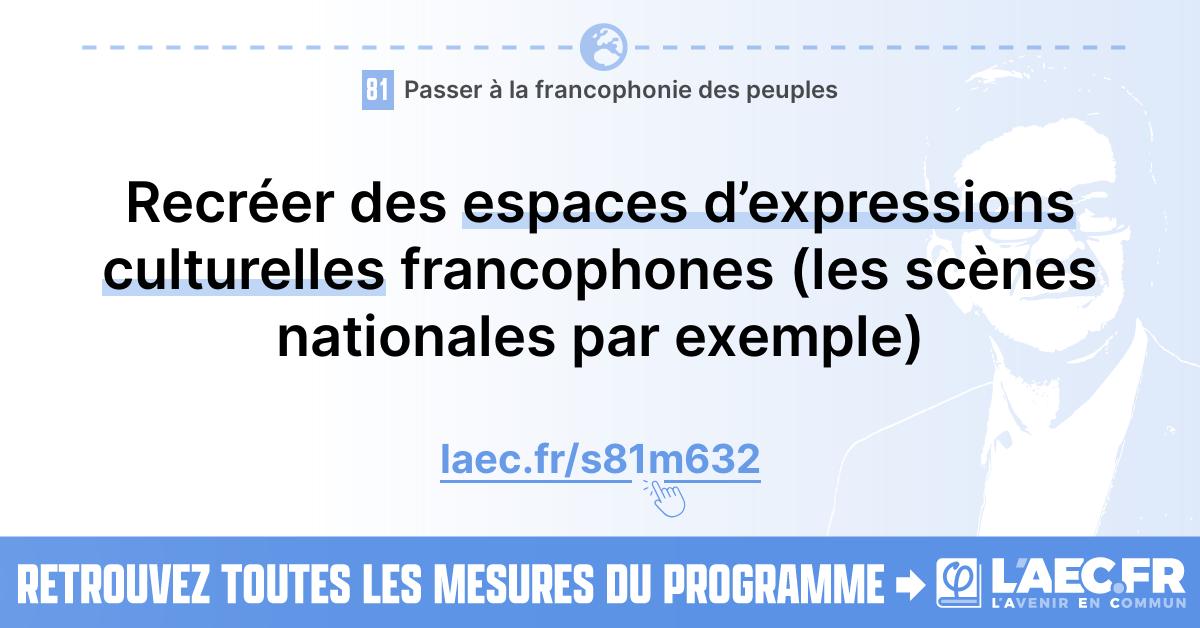 81 Passer à la francophonie des peuples
Recréer des espaces d’expressions
culturelles francophones (les scènes
nationales par exemple)
laec.fr/s81m632
RETROUVEZ TOUTES LES MESURES DU PROGRAMME
L'AEC.FR
L'AVENIR EN COMMUN